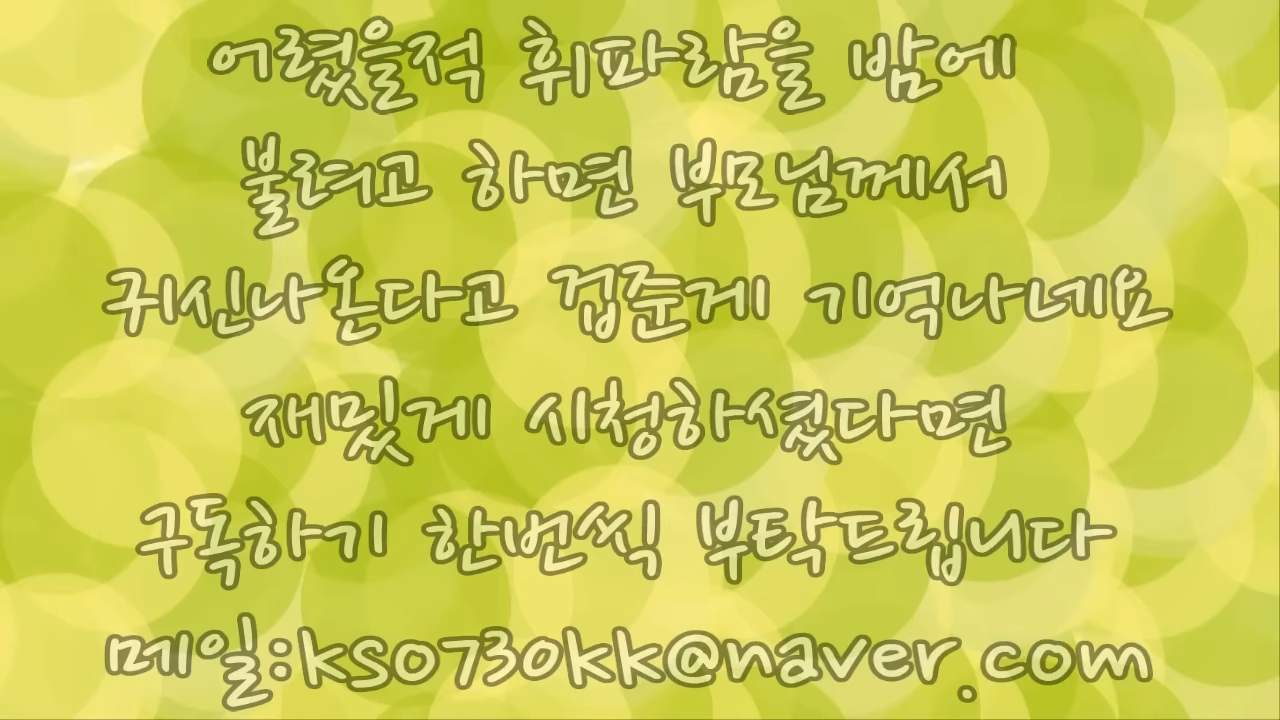 어렸을적 휘파람을 밤에
불려고 하면 부모님께서
귀신나온다고 겁준게 기억나네요
재밌게 시청하셨다면
구독하기 한번씩 부탁드립니다
메일:kso730kk@naver.com